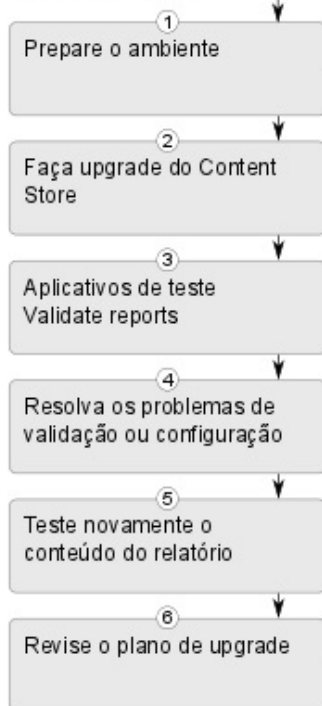 1
Prepare o ambiente
2
Faça upgrade do Content
Store
3
Aplicativos de teste
Validate reports
4
Resolva os problemas de
validação ou configuração
5
Teste novamente o
conteúdo do relatório
6
Revise o plano de upgrade